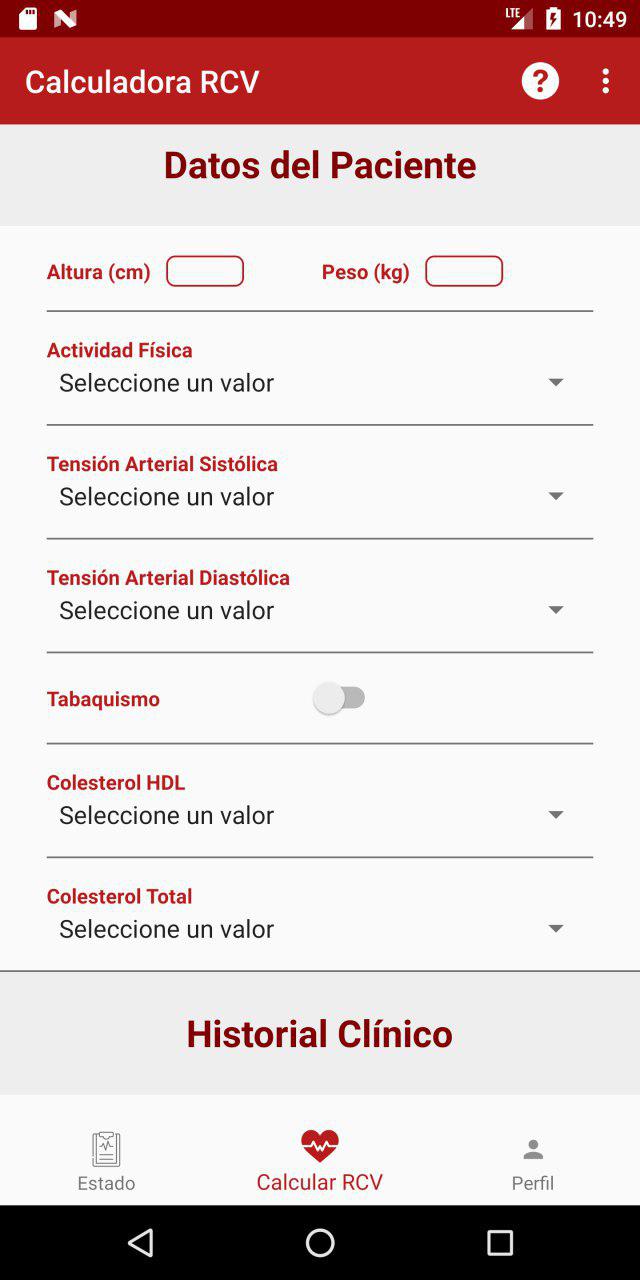 LTE 10:49
Calculadora RCV ?
Datos del Paciente
Altura (cm) Peso (kg)
Actividad Física
Seleccione un valor
Tensión Arterial Sistólica
Seleccione un valor
Tensión Arterial Diastólica
Seleccione un valor
Tabaquismo
Colesterol HDL
Seleccione un valor
Colesterol Total
Seleccione un valor
Historial Clínico
Estado Calcular RCV Perfil